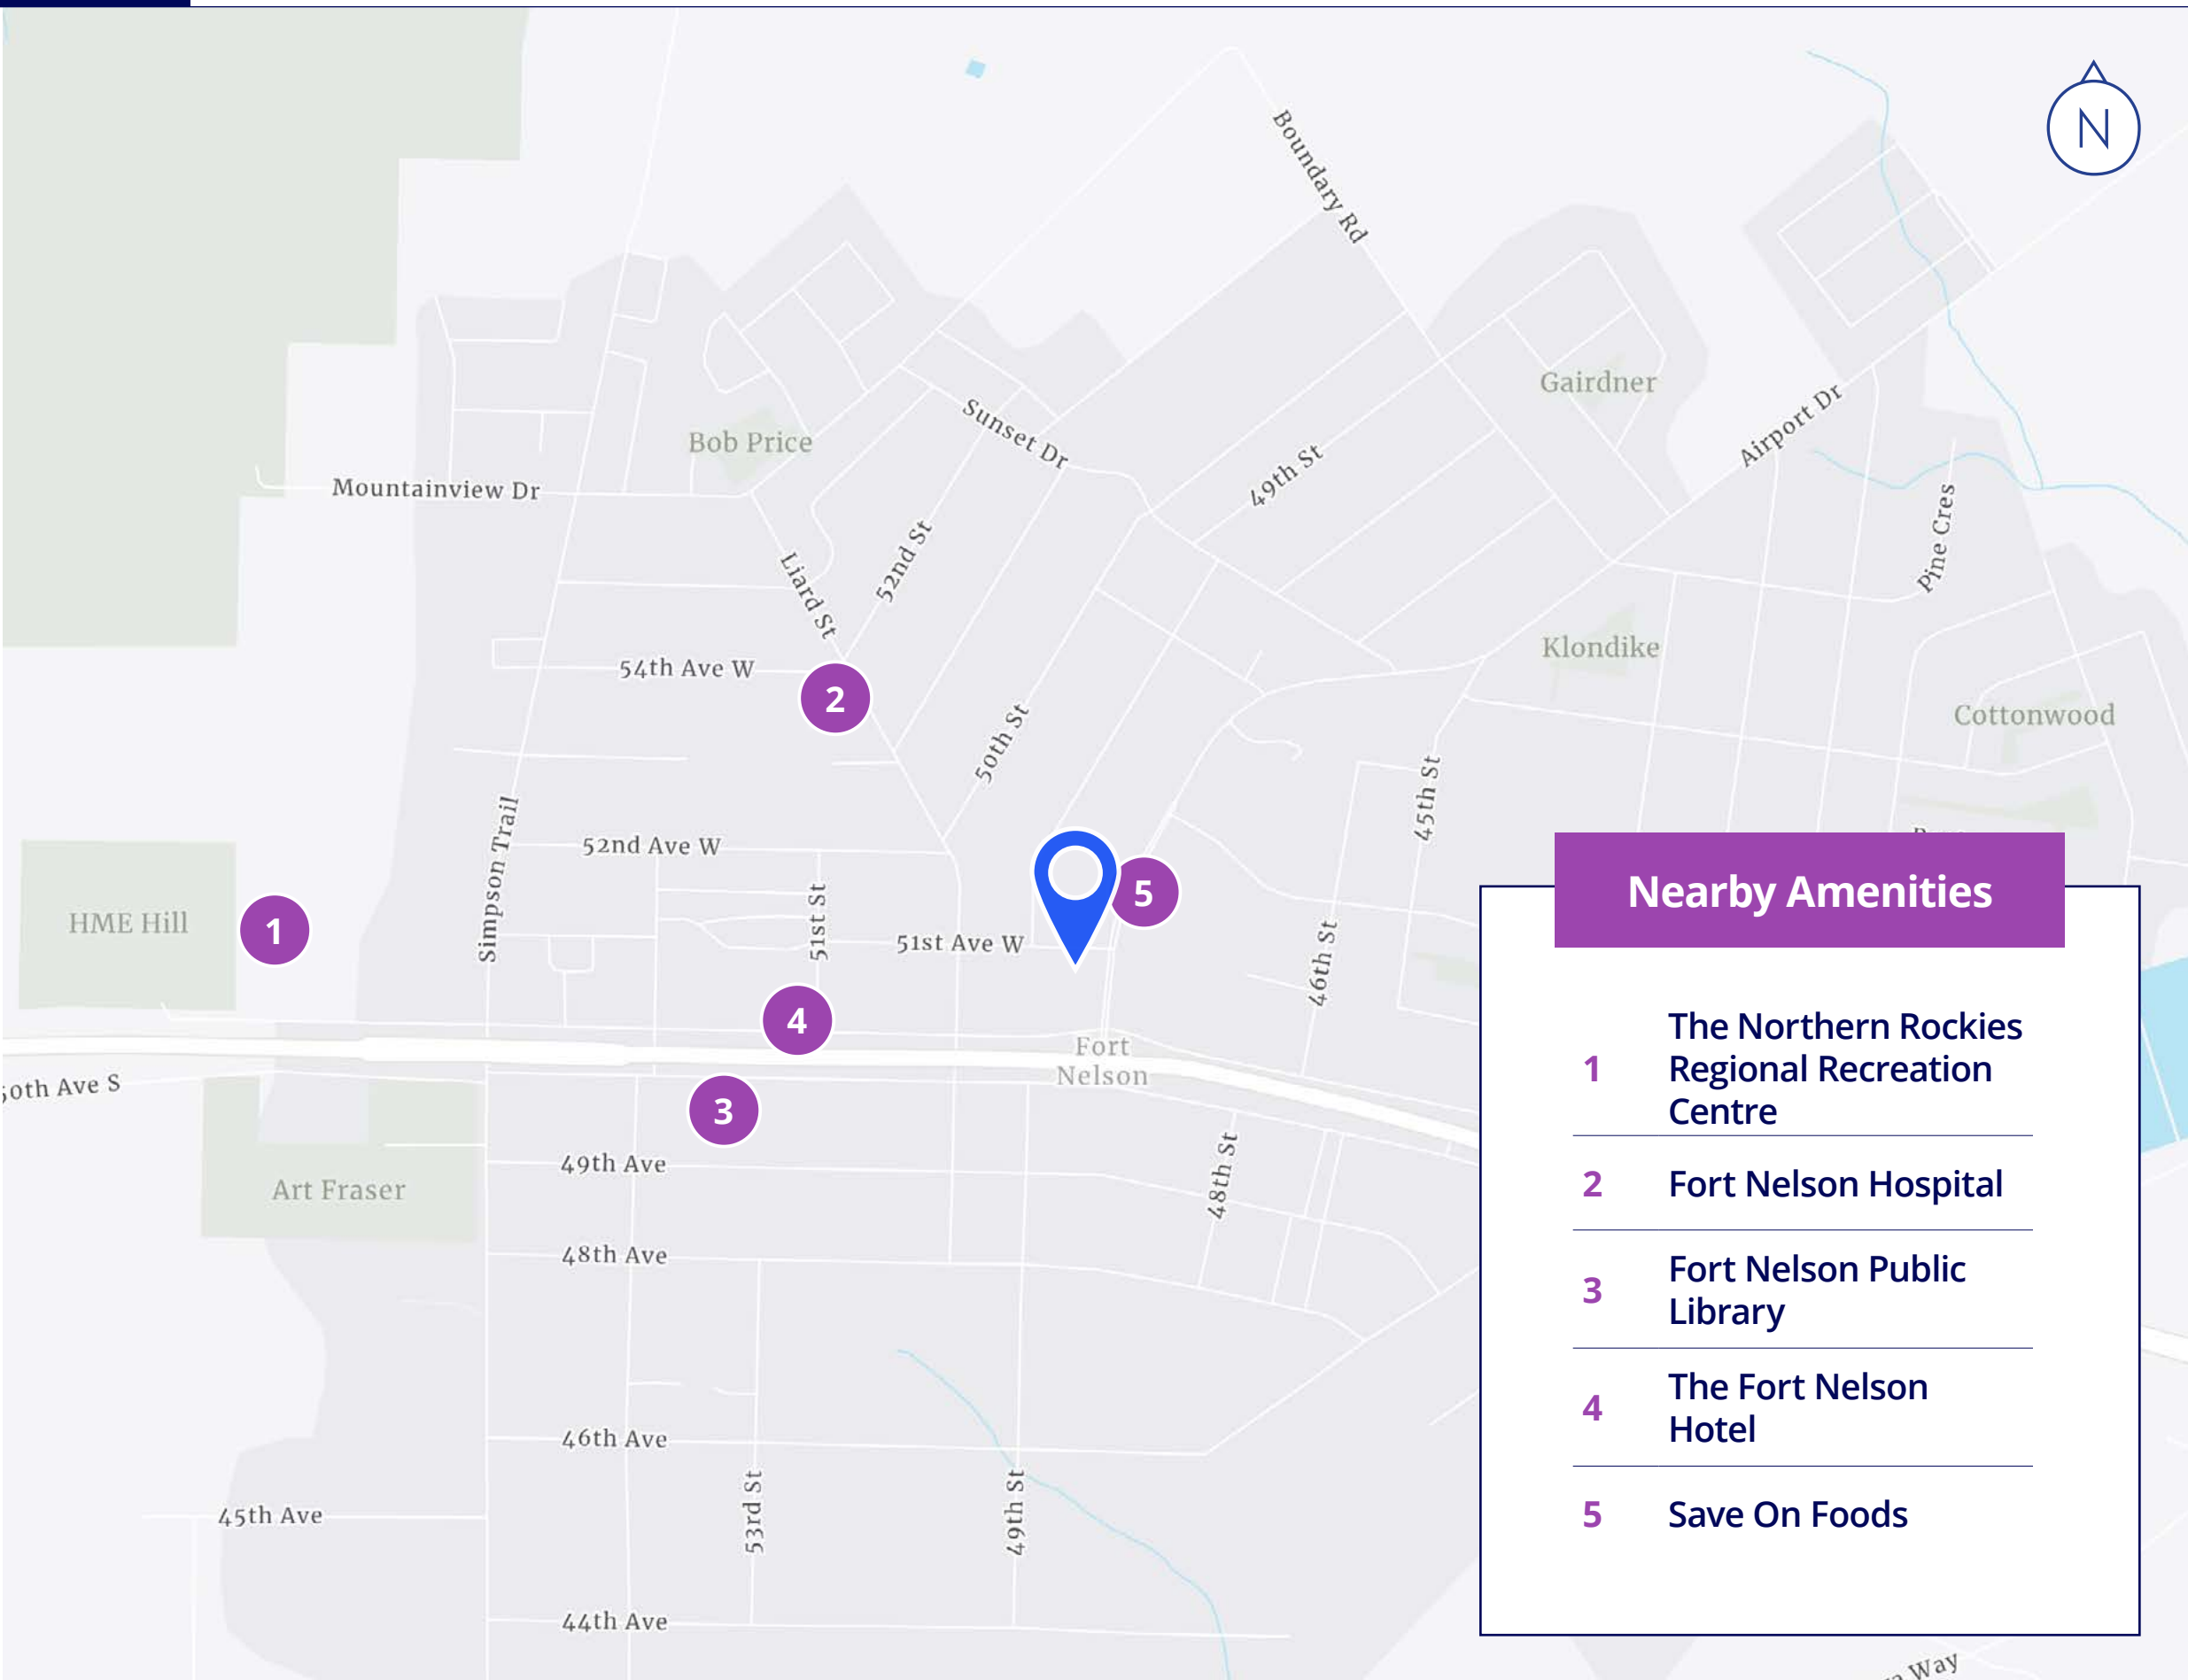 N
Boundary Rd
Gairdner
Airport Dr
Bob Price
Sunset Dr
49th St
Mountainview Dr
Pine Cres
52nd St
Liard St
Klondike
54th Ave W
Cottonwood
50th St
2
45th St
Simpson Trail
52nd Ave W
5
51st St
HME Hill
1
51st Ave W
46th St
4
Fort
Nelson
50th Ave S
3
49th Ave
48th St
Art Fraser
48th Ave
46th Ave
53rd St
49th St
45th Ave
44th Ave
Way
Nearby Amenities
1 The Northern Rockies
Regional Recreation
Centre
2 Fort Nelson Hospital
3 Fort Nelson Public
Library
4 The Fort Nelson
Hotel
5 Save On Foods